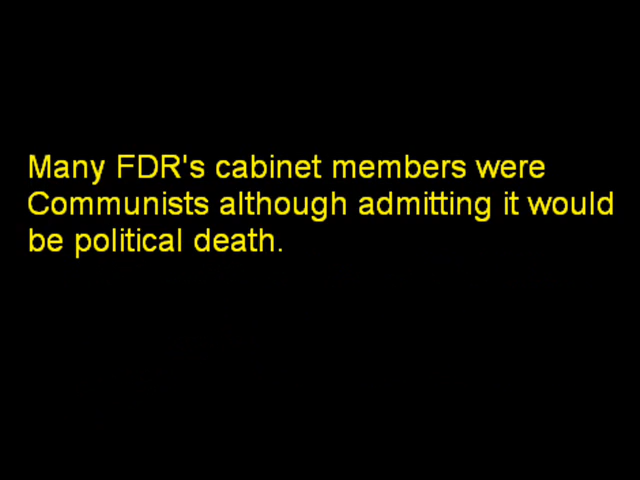 Many FDR's cabinet members were
Communists although admitting it would
be political death.